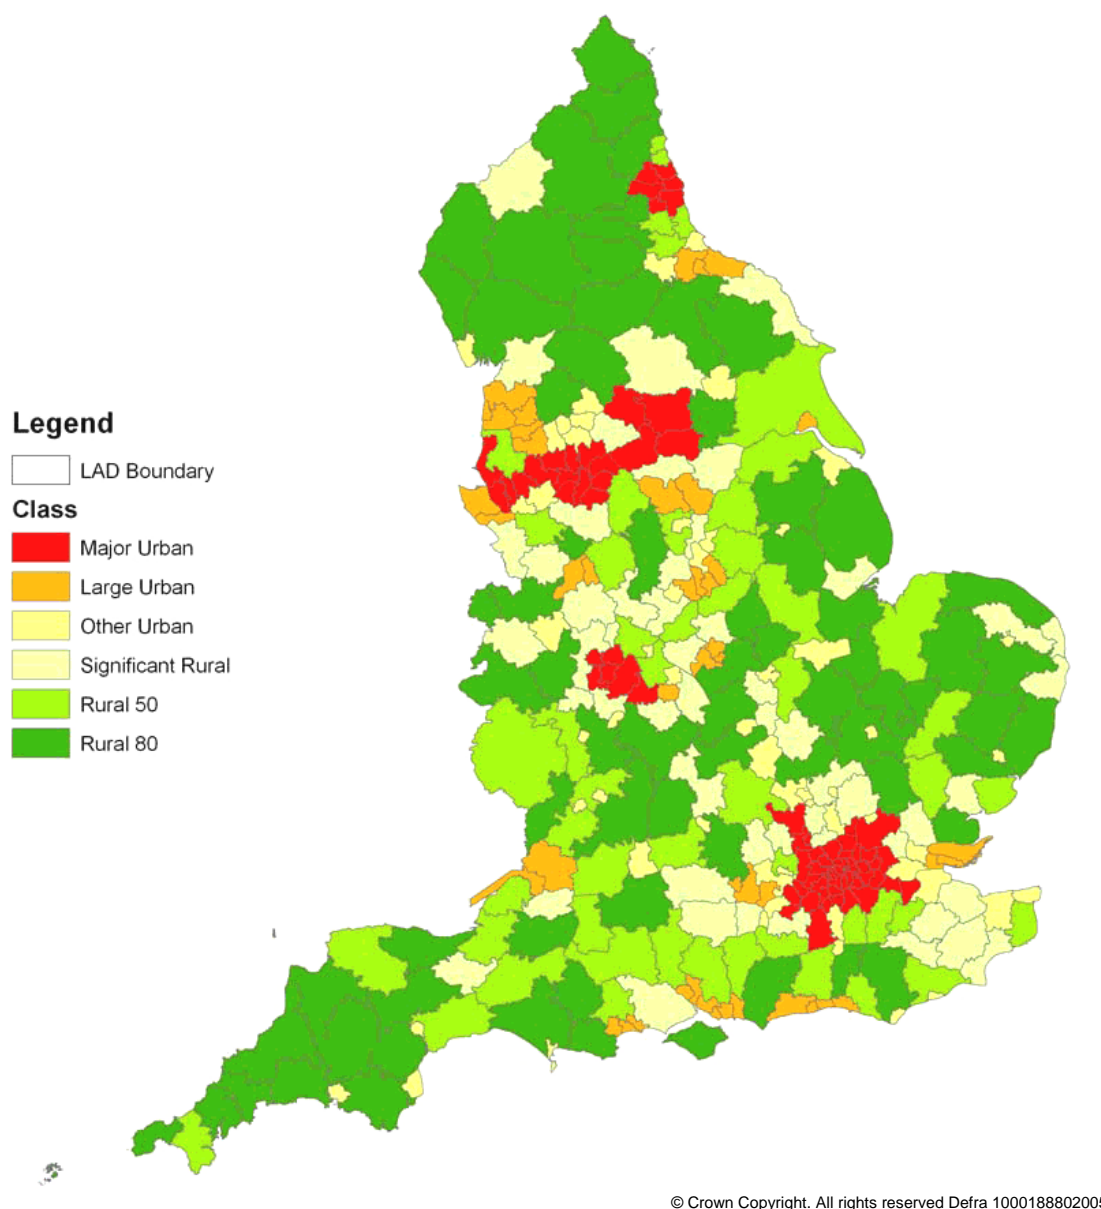 Legend
LAD Boundary
Class
Major Urban
Large Urban
Other Urban
Significant Rural
Rural 50
Rural 80
© Crown Copyright. All rights reserved Defra 1000188802005